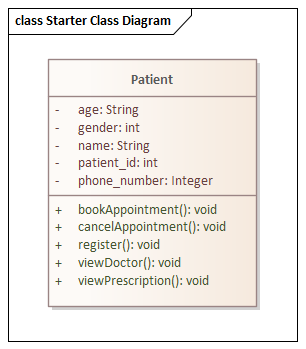 class Starter Class Diagram
Patient
- age: String
- gender: int
- name: String
- patient_id: int
- phone_number: Integer
+ bookAppointment(): void
+ cancelAppointment(): void
+ register(): void
+ viewDoctor(): void
+ viewPrescription(): void